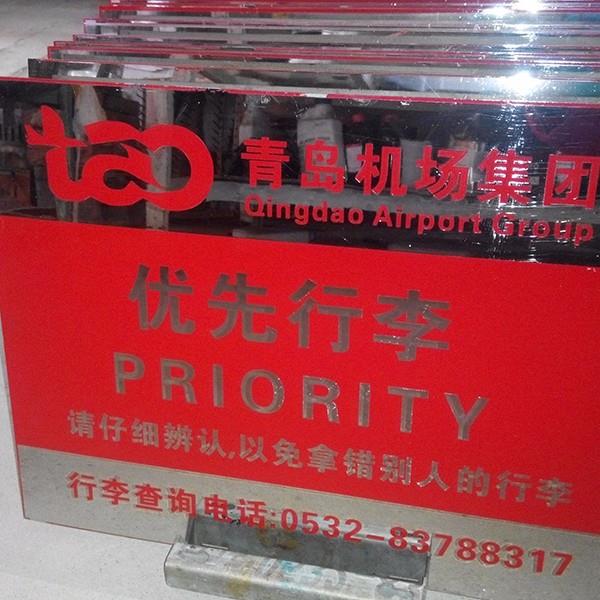 tao
青岛机场集团
Qingdao Airport Group
优先行李
PRIORITY
请仔细辨认,以免拿错别人的行李
行李查询电话:0532-83788317